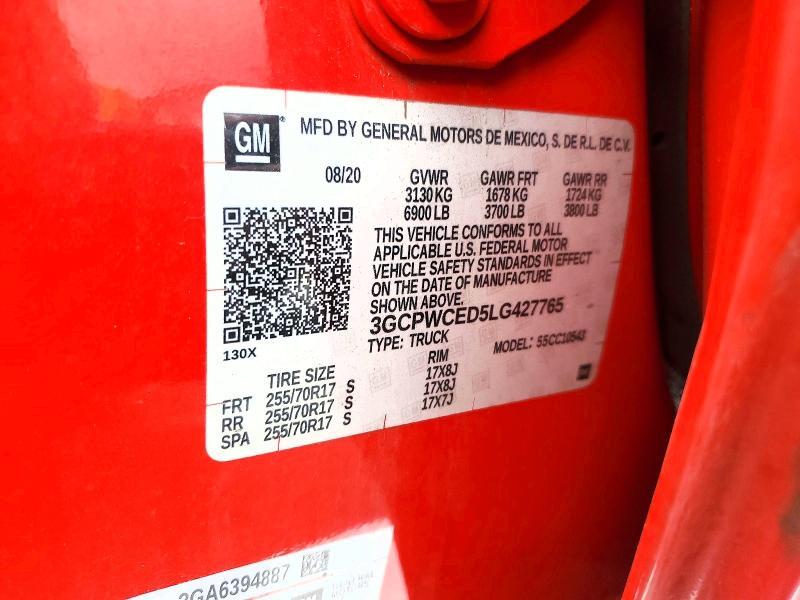 GM MFD BY GENERAL MOTORS DE MEXICO, S. DE R.L. DE C.V.
08/20 GVWR GAWR FRT GAWR RR
3130 KG 1678 KG 1724 KG
6900 LB 3700 LB 3800 LB
THIS VEHICLE CONFORMS TO ALL
APPLICABLE U.S. FEDERAL MOTOR
VEHICLE SAFETY STANDARDS IN EFFECT
ON THE DATE OF MANUFACTURE
SHOWN ABOVE.
3GCPWCED5LG427765
130X
TYPE: TRUCK MODEL: 55CC10543
TIRE SIZE RIM
FRT 255/70R17 S 17X8J
RR 255/70R17 S 17X8J
SPA 255/70R17 S 17X7J
GA6394887